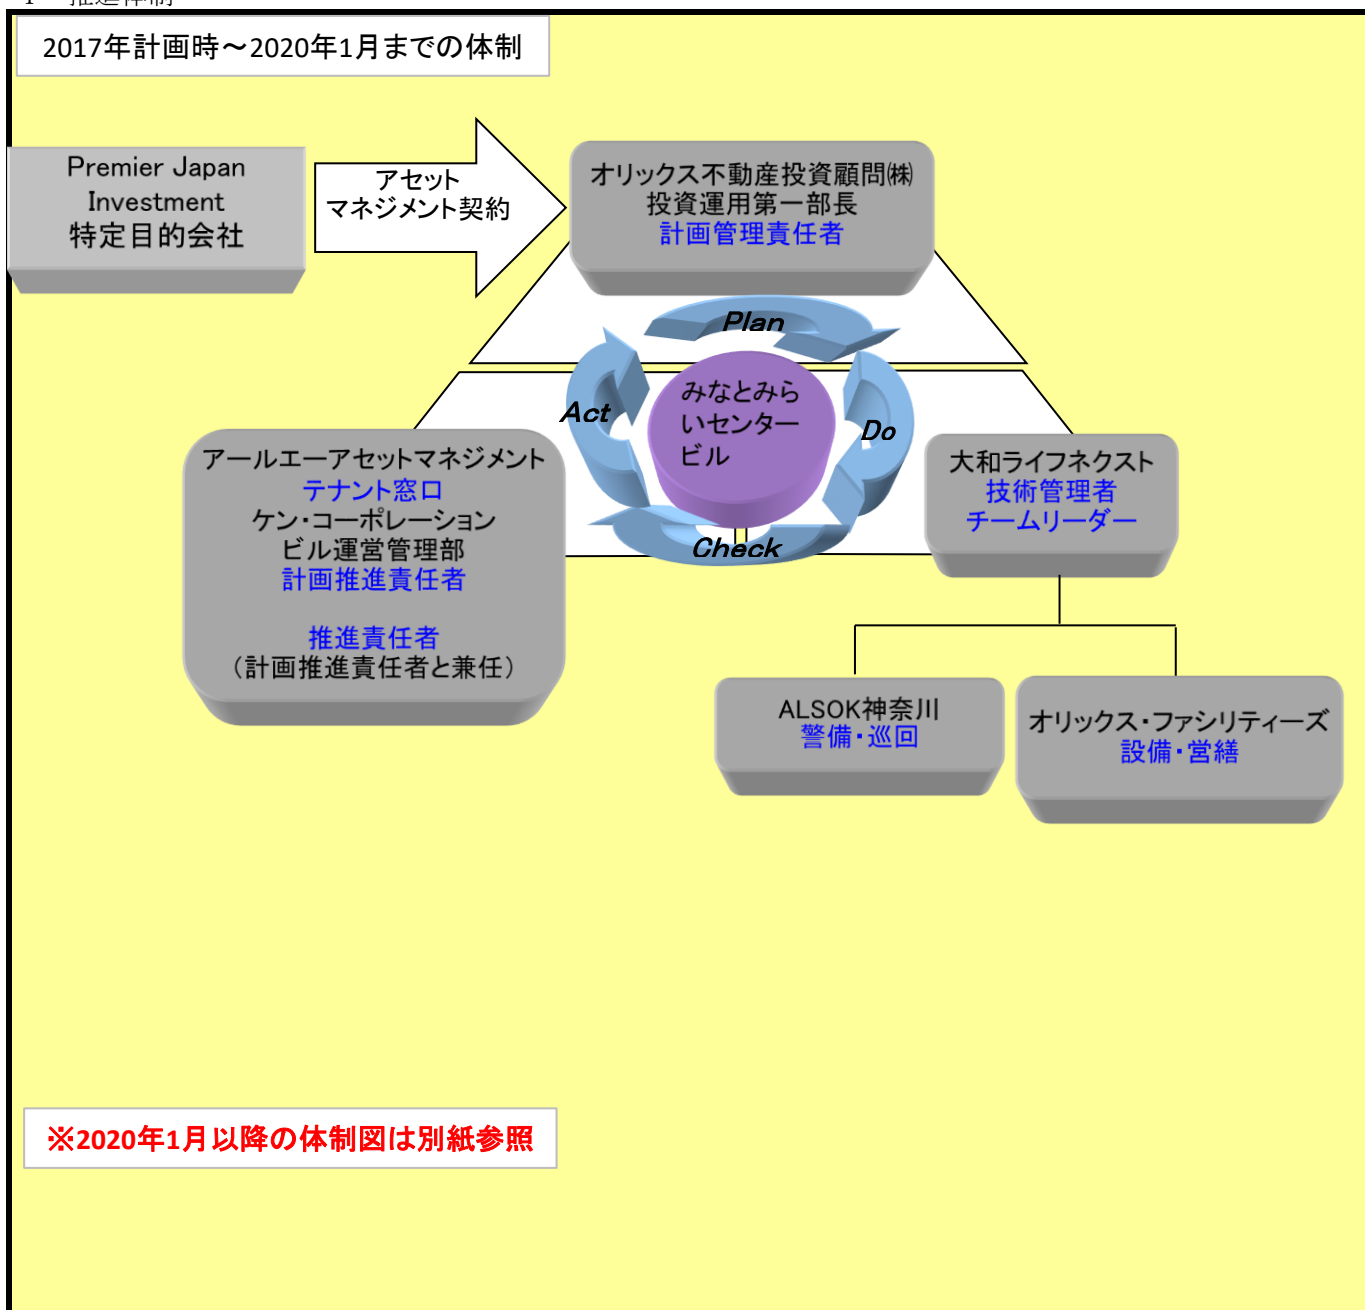 1 推進体制
2017年計画時～2020年1月までの体制
Premier Japan
Investment
特定目的会社
アセット
マネジメント契約
オリックス不動産投資顧問㈱
投資運用第一部長
計画管理責任者
Plan
Do
Check
Act
みなとみら
いセンター
ビル
アールエーアセットマネジメント
テナント窓口
ケン・コーポレーション
ビル運営管理部
計画推進責任者
推進責任者
（計画推進責任者と兼任）
大和ライフネクスト
技術管理者
チームリーダー
ALSOK神奈川
警備・巡回
オリックス・ファシリティーズ
設備・営繕
※2020年1月以降の体制図は別紙参照